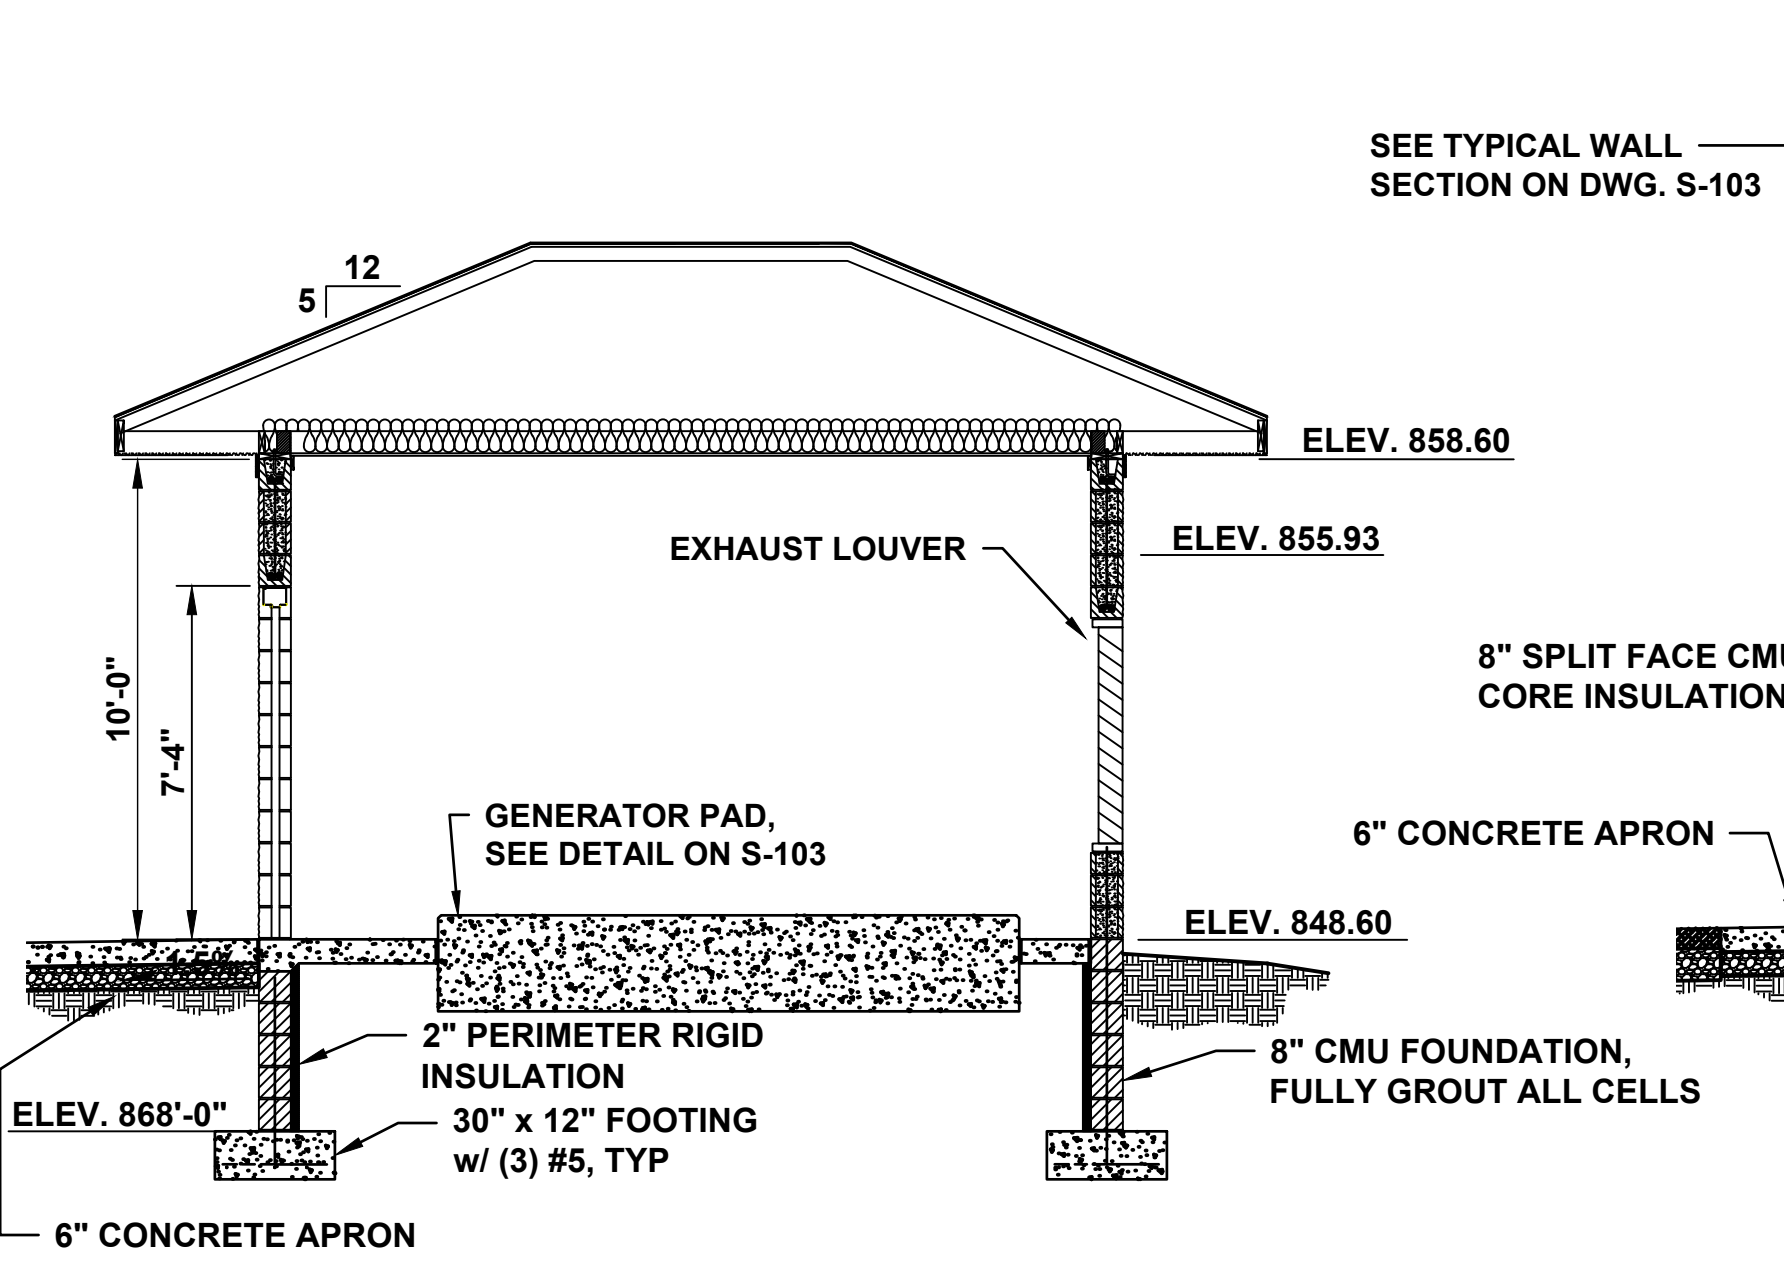 SEE TYPICAL WALL
SECTION ON DWG. S-103
12
5
ELEV. 858.60
EXHAUST LOUVER
ELEV. 855.93
10'-0"
7'-4"
8" SPLIT FACE CMU
CORE INSULATION
GENERATOR PAD,
SEE DETAIL ON S-103
6" CONCRETE APRON
ELEV. 848.60
1.5%
2" PERIMETER RIGID
INSULATION
8" CMU FOUNDATION,
FULLY GROUT ALL CELLS
ELEV. 868'-0"
30" x 12" FOOTING
w/ (3) #5, TYP
6" CONCRETE APRON